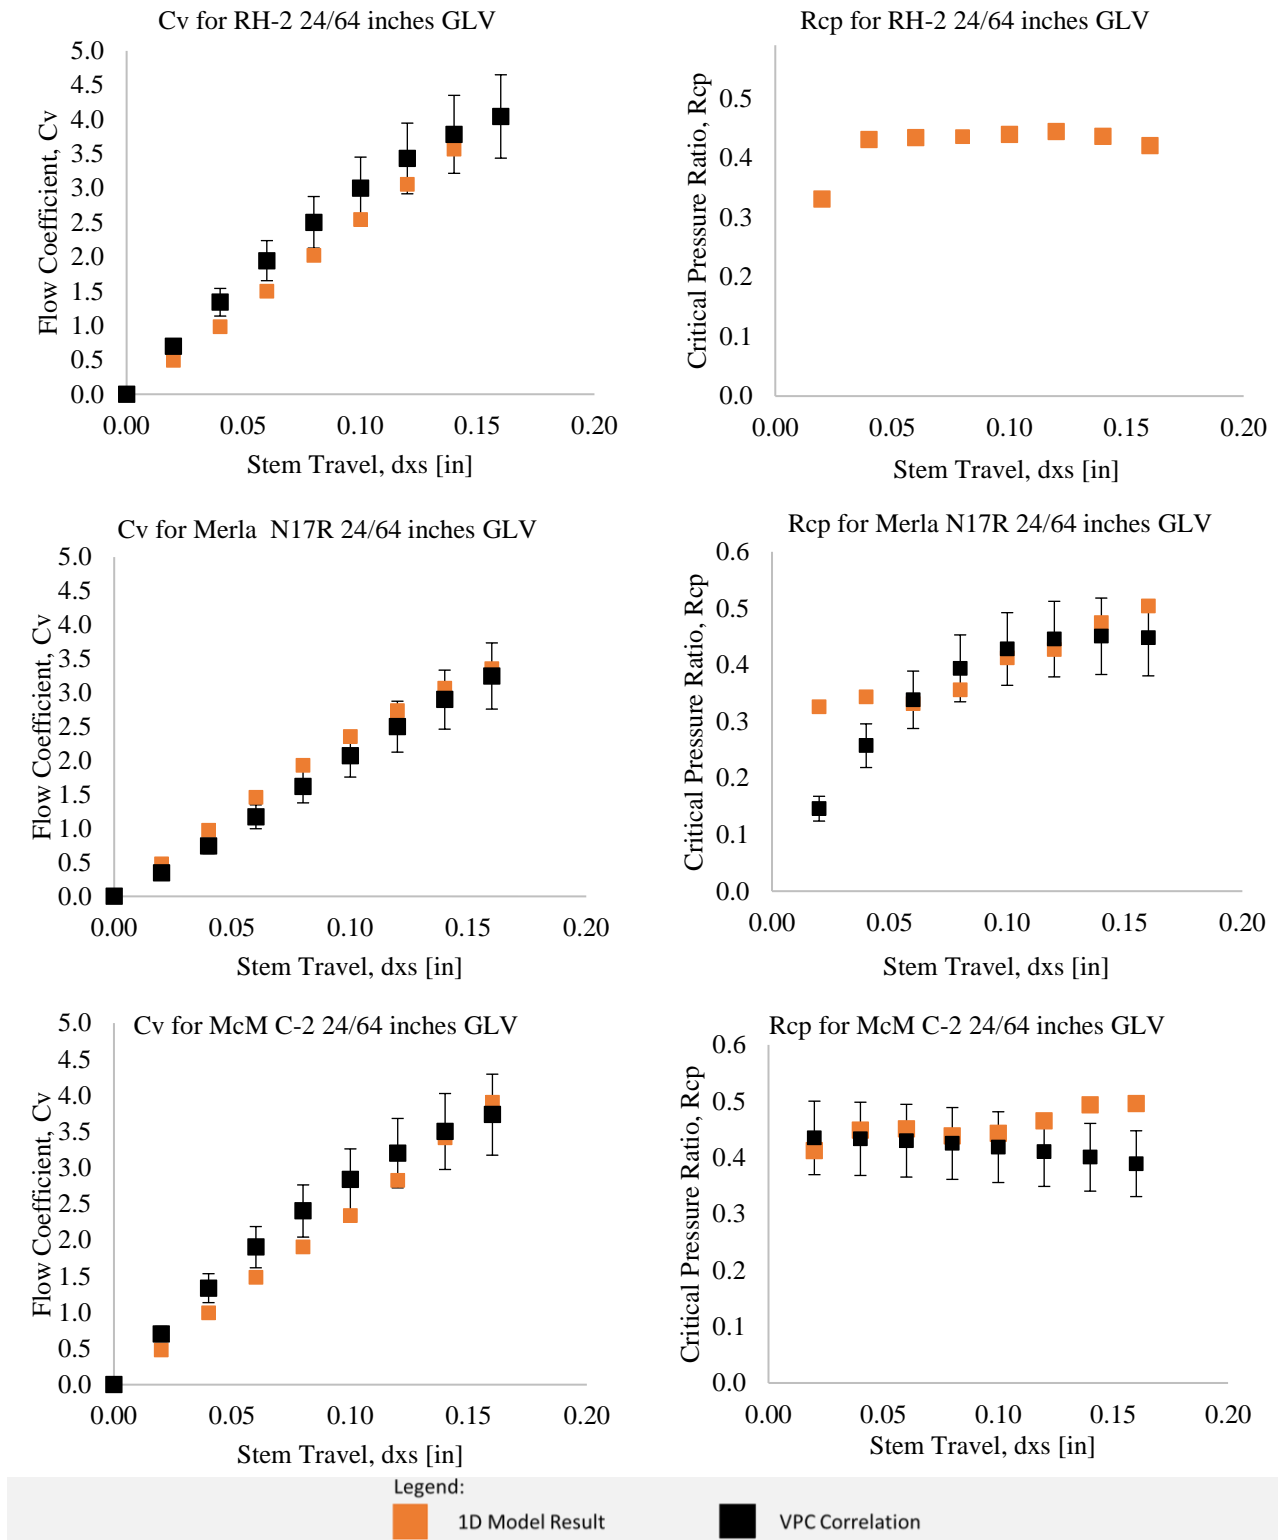 Cv for RH-2 24/64 inches GLV
Flow Coefficient, Cv
5.0
4.5
4.0
3.5
3.0
2.5
2.0
1.5
1.0
0.5
0.0
0.00 0.05 0.10 0.15 0.20
Stem Travel, dxs [in]
Rcp for RH-2 24/64 inches GLV
Critical Pressure Ratio, Rcp
0.5
0.4
0.3
0.2
0.1
0.0
0.00 0.05 0.10 0.15 0.20
Stem Travel, dxs [in]
Cv for Merla N17R 24/64 inches GLV
Flow Coefficient, Cv
5.0
4.5
4.0
3.5
3.0
2.5
2.0
1.5
1.0
0.5
0.0
0.00 0.05 0.10 0.15 0.20
Stem Travel, dxs [in]
Rcp for Merla N17R 24/64 inches GLV
Critical Pressure Ratio, Rcp
0.6
0.5
0.4
0.3
0.2
0.1
0.0
0.00 0.05 0.10 0.15 0.20
Stem Travel, dxs [in]
Cv for McM C-2 24/64 inches GLV
Flow Coefficient, Cv
5.0
4.5
4.0
3.5
3.0
2.5
2.0
1.5
1.0
0.5
0.0
0.00 0.05 0.10 0.15 0.20
Stem Travel, dxs [in]
Rcp for McM C-2 24/64 inches GLV
Critical Pressure Ratio, Rcp
0.6
0.5
0.4
0.3
0.2
0.1
0.0
0.00 0.05 0.10 0.15 0.20
Stem Travel, dxs [in]
Legend:
1D Model Result
VPC Correlation